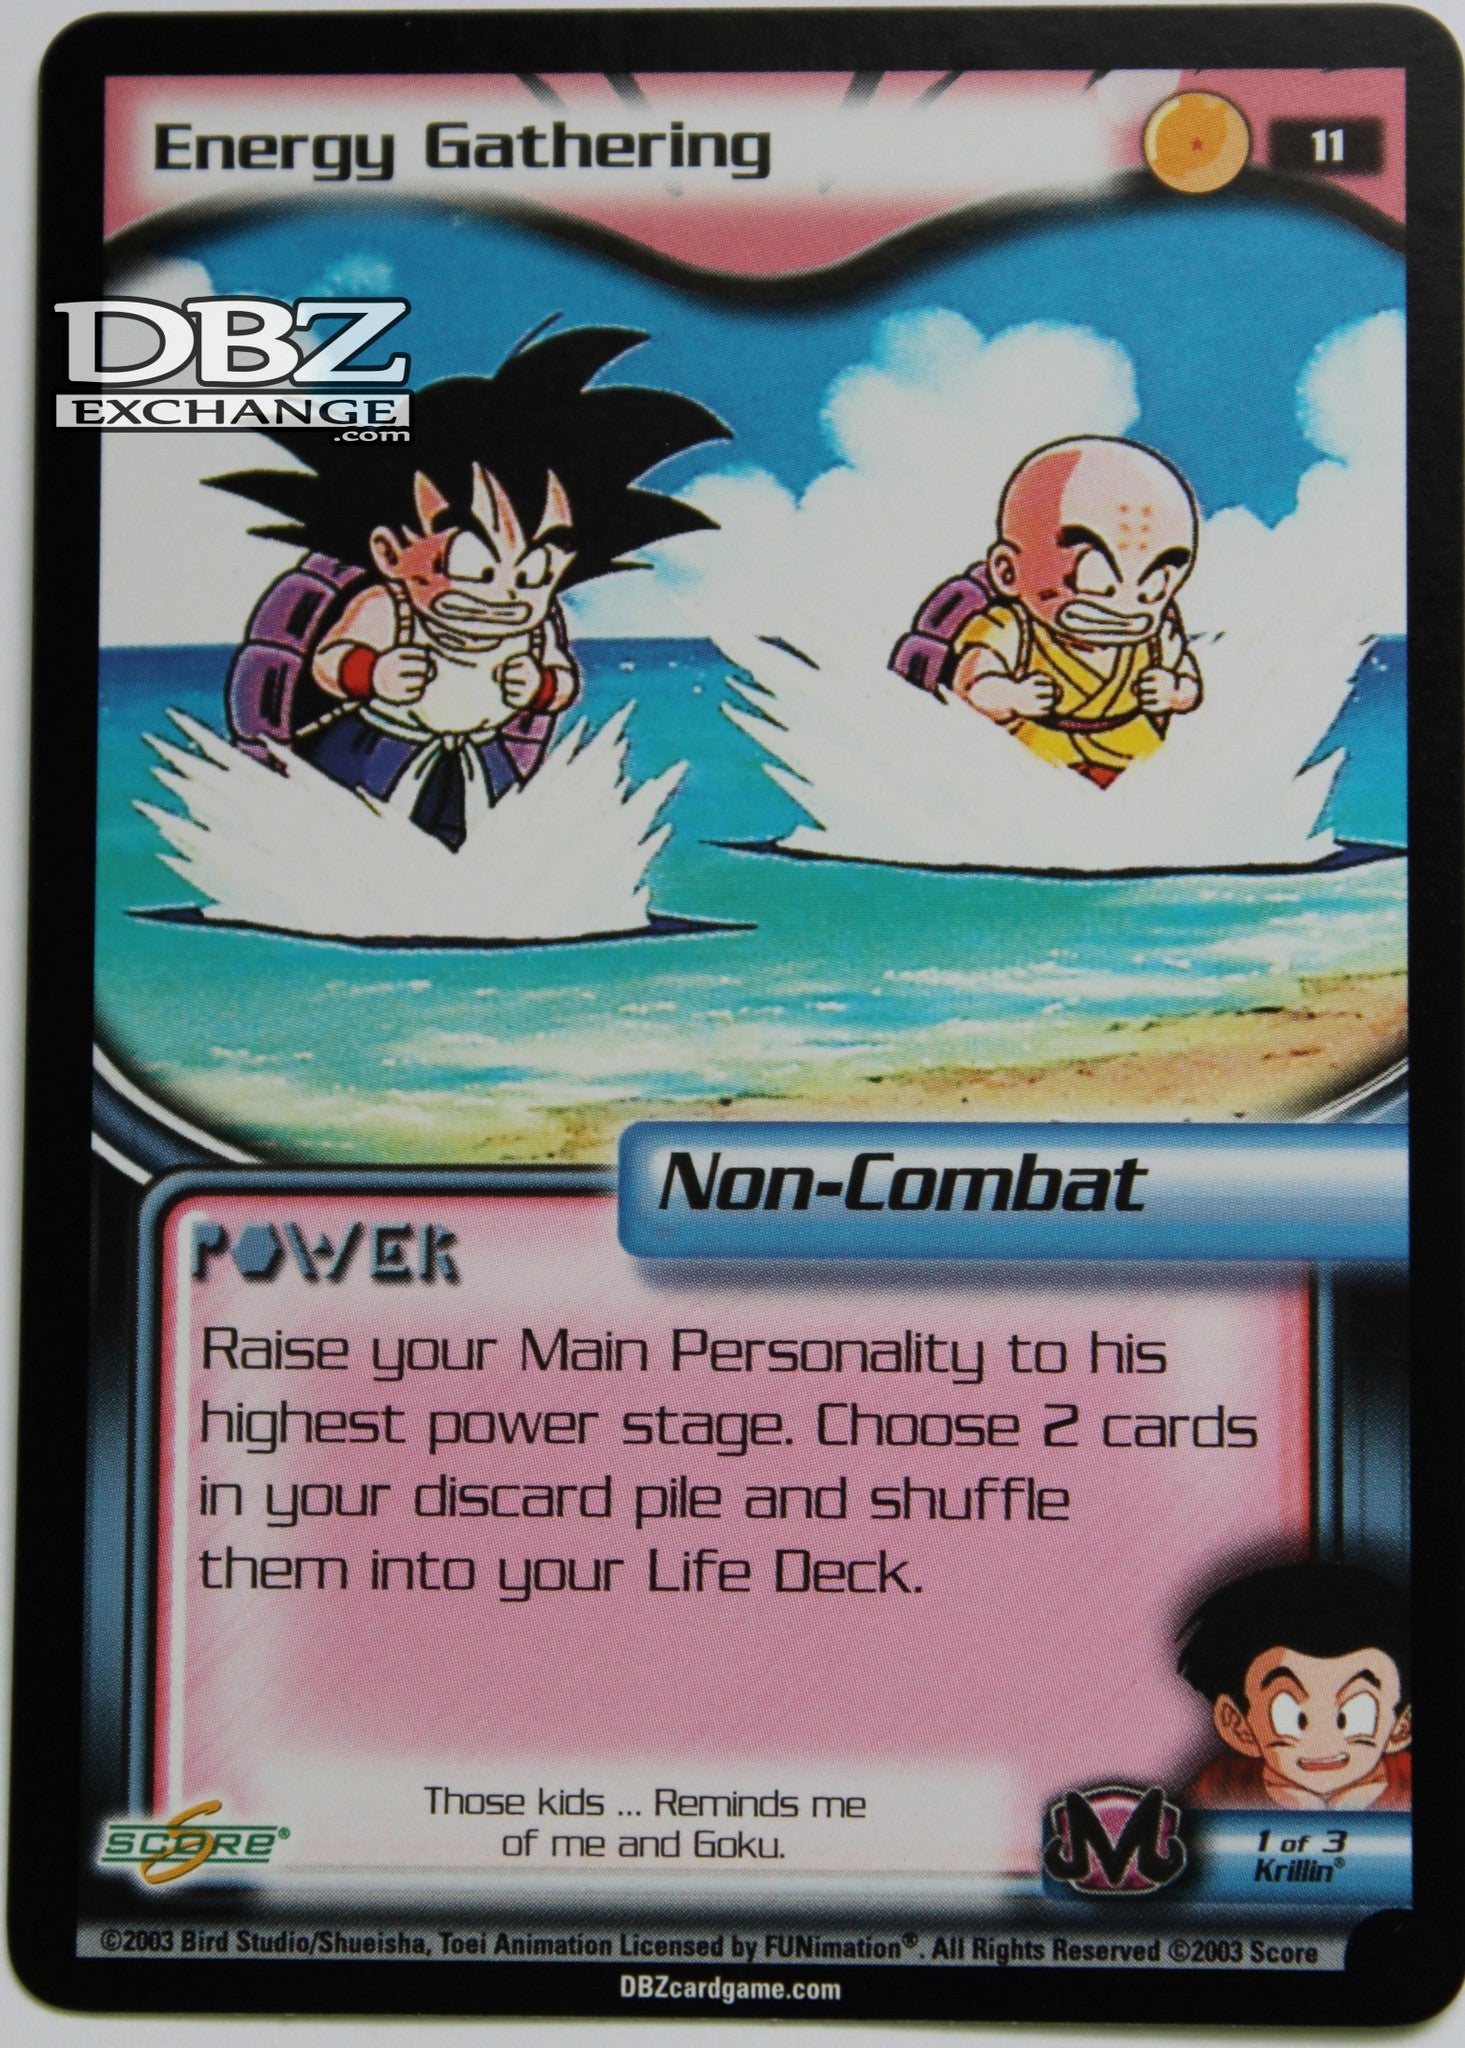 Energy Gathering
11
DBZ
EXCHANGE
.com
Non-Combat
POWER
Raise your Main Personality to his
highest power stage. Choose 2 cards
in your discard pile and shuffle
them into your Life Deck.
Those kids ... Reminds me
of me and Goku.
SCORE®
M
1 of 3
Krillin®
©2003 Bird Studio/Shueisha, Toei Animation Licensed by FUNimation®. All Rights Reserved ©2003 Score
DBZcardgame.com